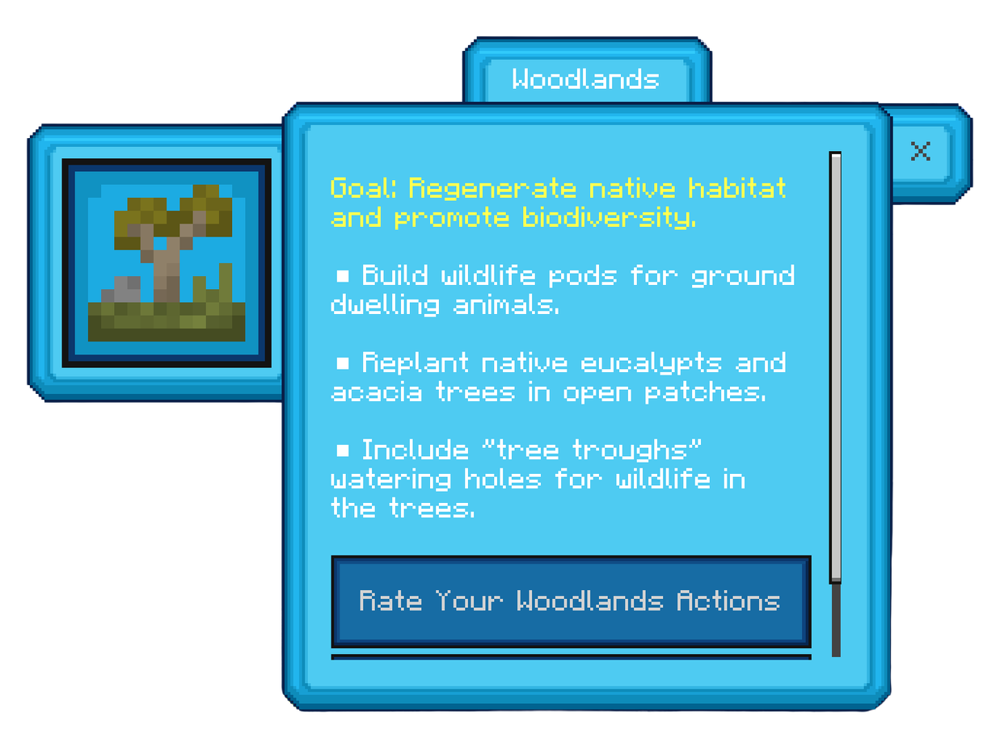 Woodlands
X
Goal: Regenerate native habitat
and promote biodiversity.
▪ Build wildlife pods for ground
dwelling animals.
▪ Replant native eucalypts and
acacia trees in open patches.
▪ Include "tree troughs"
watering holes for wildlife in
the trees.
Rate Your Woodlands Actions